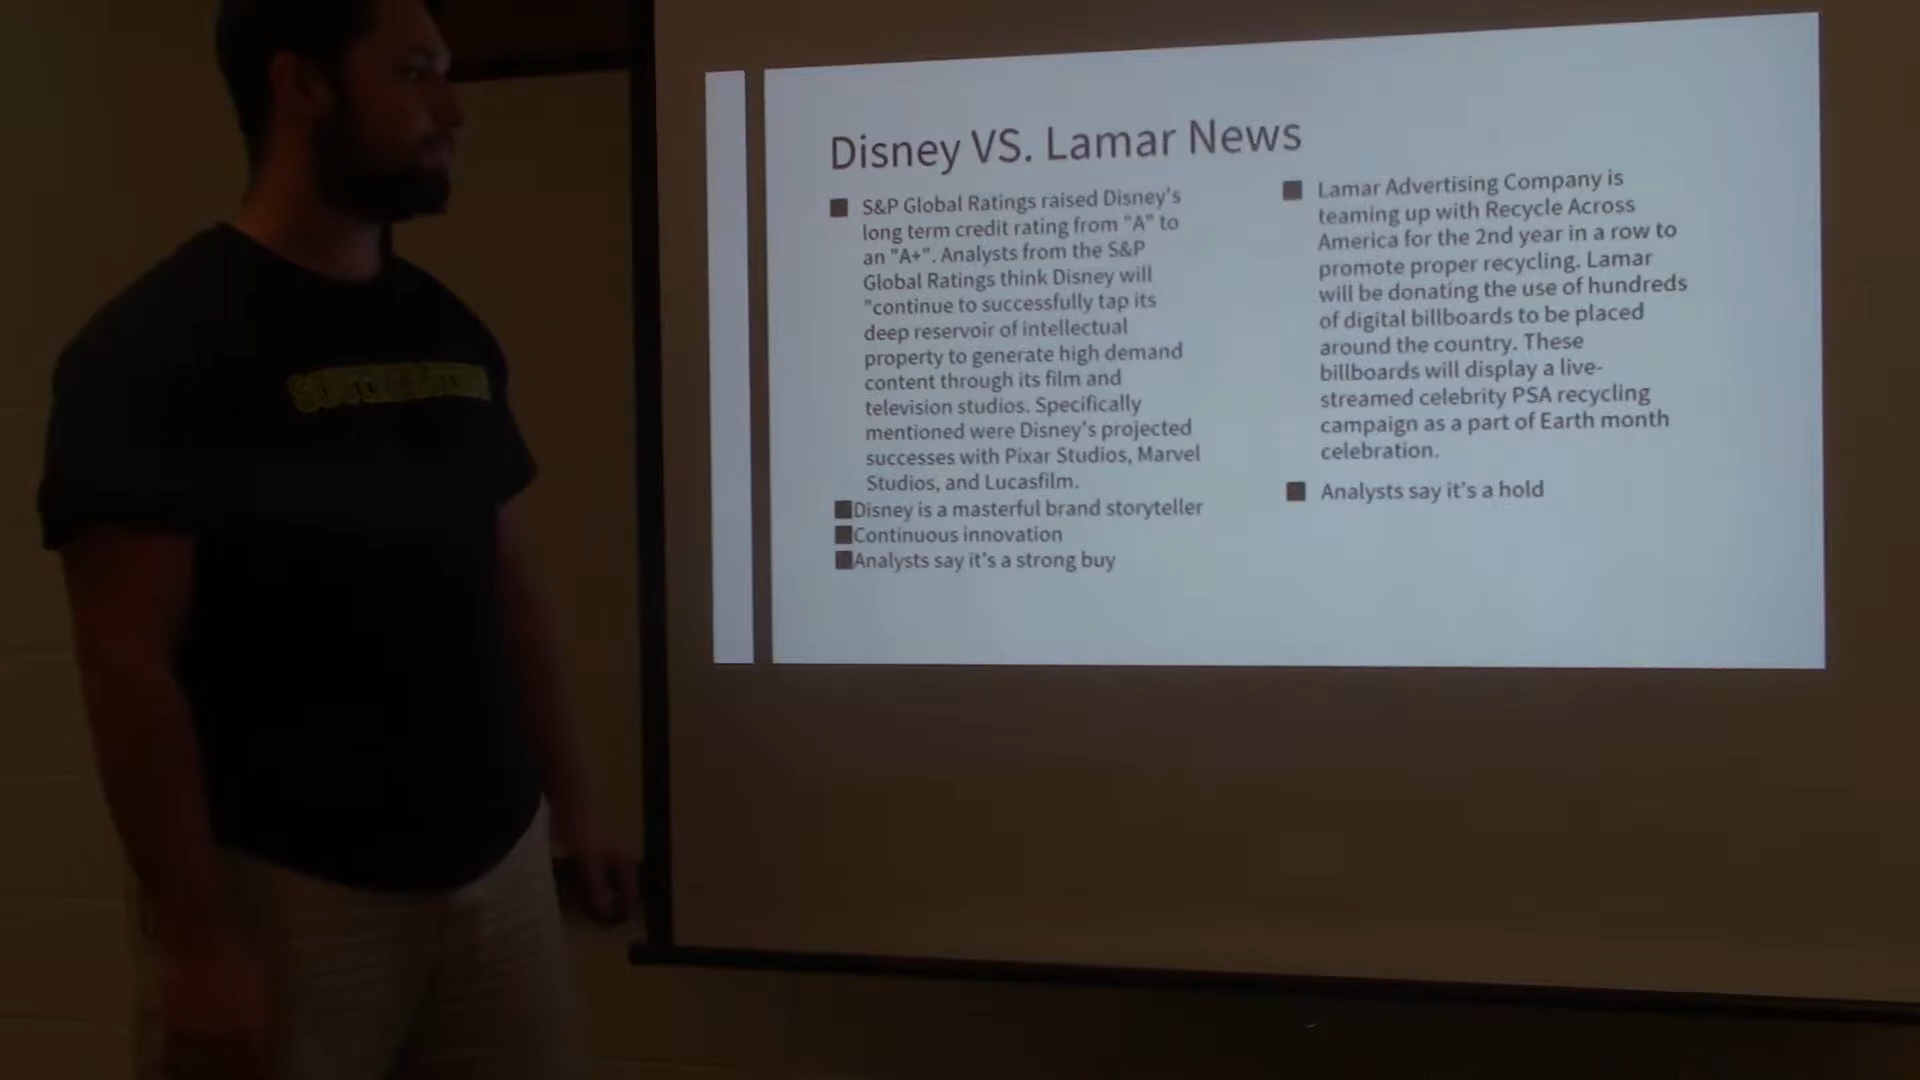 Disney VS. Lamar News
S&P Global Ratings raised Disney's
long term credit rating from "A" to
an "A+". Analysts from the S&P
Global Ratings think Disney will
"continue to successfully tap its
deep reservoir of intellectual
property to generate high demand
content through its film and
television studios. Specifically
mentioned were Disney's projected
successes with Pixar Studios, Marvel
Studios, and Lucasfilm.
Disney is a masterful brand storyteller
Continuous innovation
Analysts say it's a strong buy
Lamar Advertising Company is
teaming up with Recycle Across
America for the 2nd year in a row to
promote proper recycling. Lamar
will be donating the use of hundreds
of digital billboards to be placed
around the country. These
billboards will display a live-
streamed celebrity PSA recycling
campaign as a part of Earth month
celebration.
Analysts say it's a hold